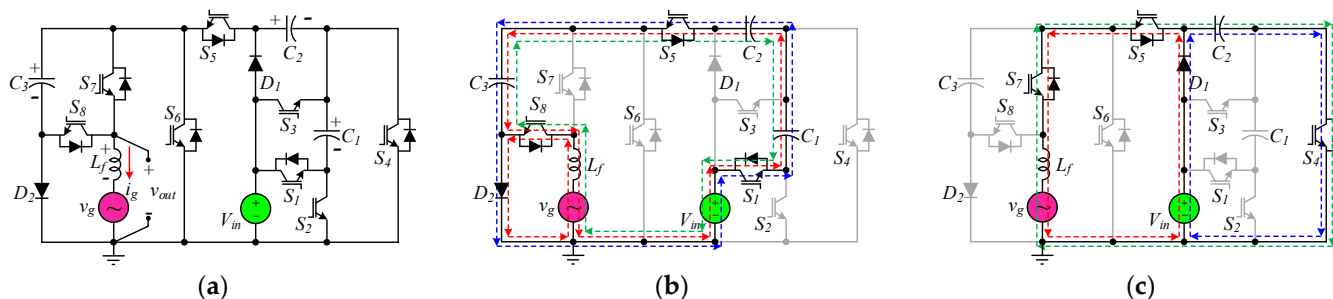 + -
C2
S5
D1
C3 + -
S7
S8
S6
S3
+
C1
-
S4
+
Lf
-
+
D2
ig
vout
S1
vg
+ -
Vin
-
S2
(a)
S5
C2
C3
S7
D1
S8
S6
S3
C1
S4
Lf
D2
S1
vg
+ -
Vin
S2
(b)
S5
C2
C3
S7
D1
S8
S6
S3
C1
S4
Lf
D2
S1
vg
+ -
Vin
S2
(c)